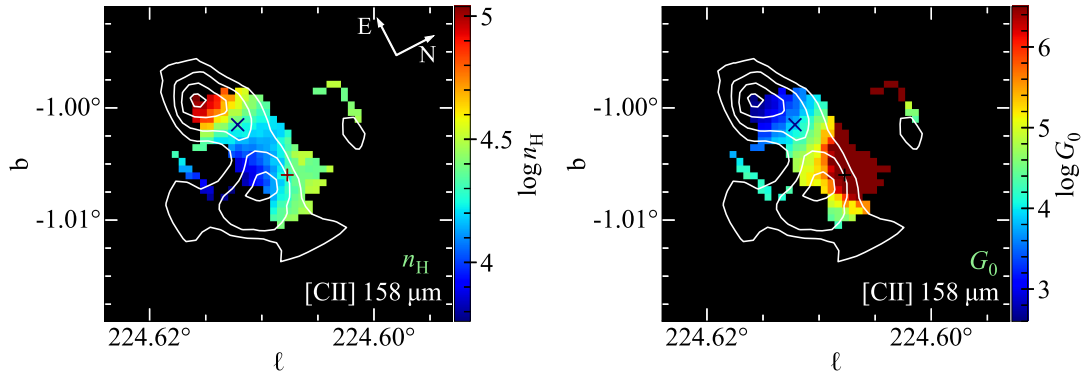 E
N
-1.00°
-1.01°
b
224.62°
224.60°
ℓ
n_H
[CII] 158 μm
5
4.5
4
log n_H
-1.00°
-1.01°
b
224.62°
224.60°
ℓ
G_0
[CII] 158 μm
6
5
4
3
log G_0